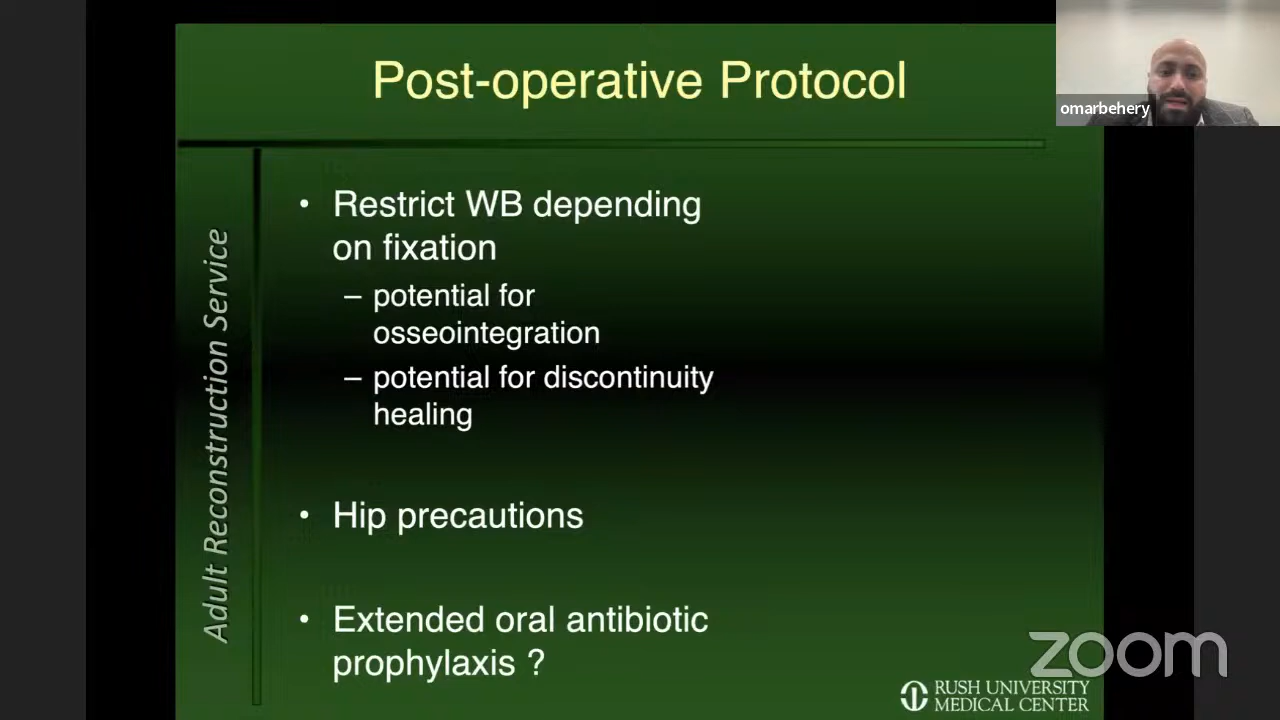 Post-operative Protocol
omarbehery
Adult Reconstruction Service
• Restrict WB depending
on fixation
– potential for
osseointegration
– potential for discontinuity
healing
• Hip precautions
• Extended oral antibiotic
prophylaxis ?
zoom
RUSH UNIVERSITY
MEDICAL CENTER